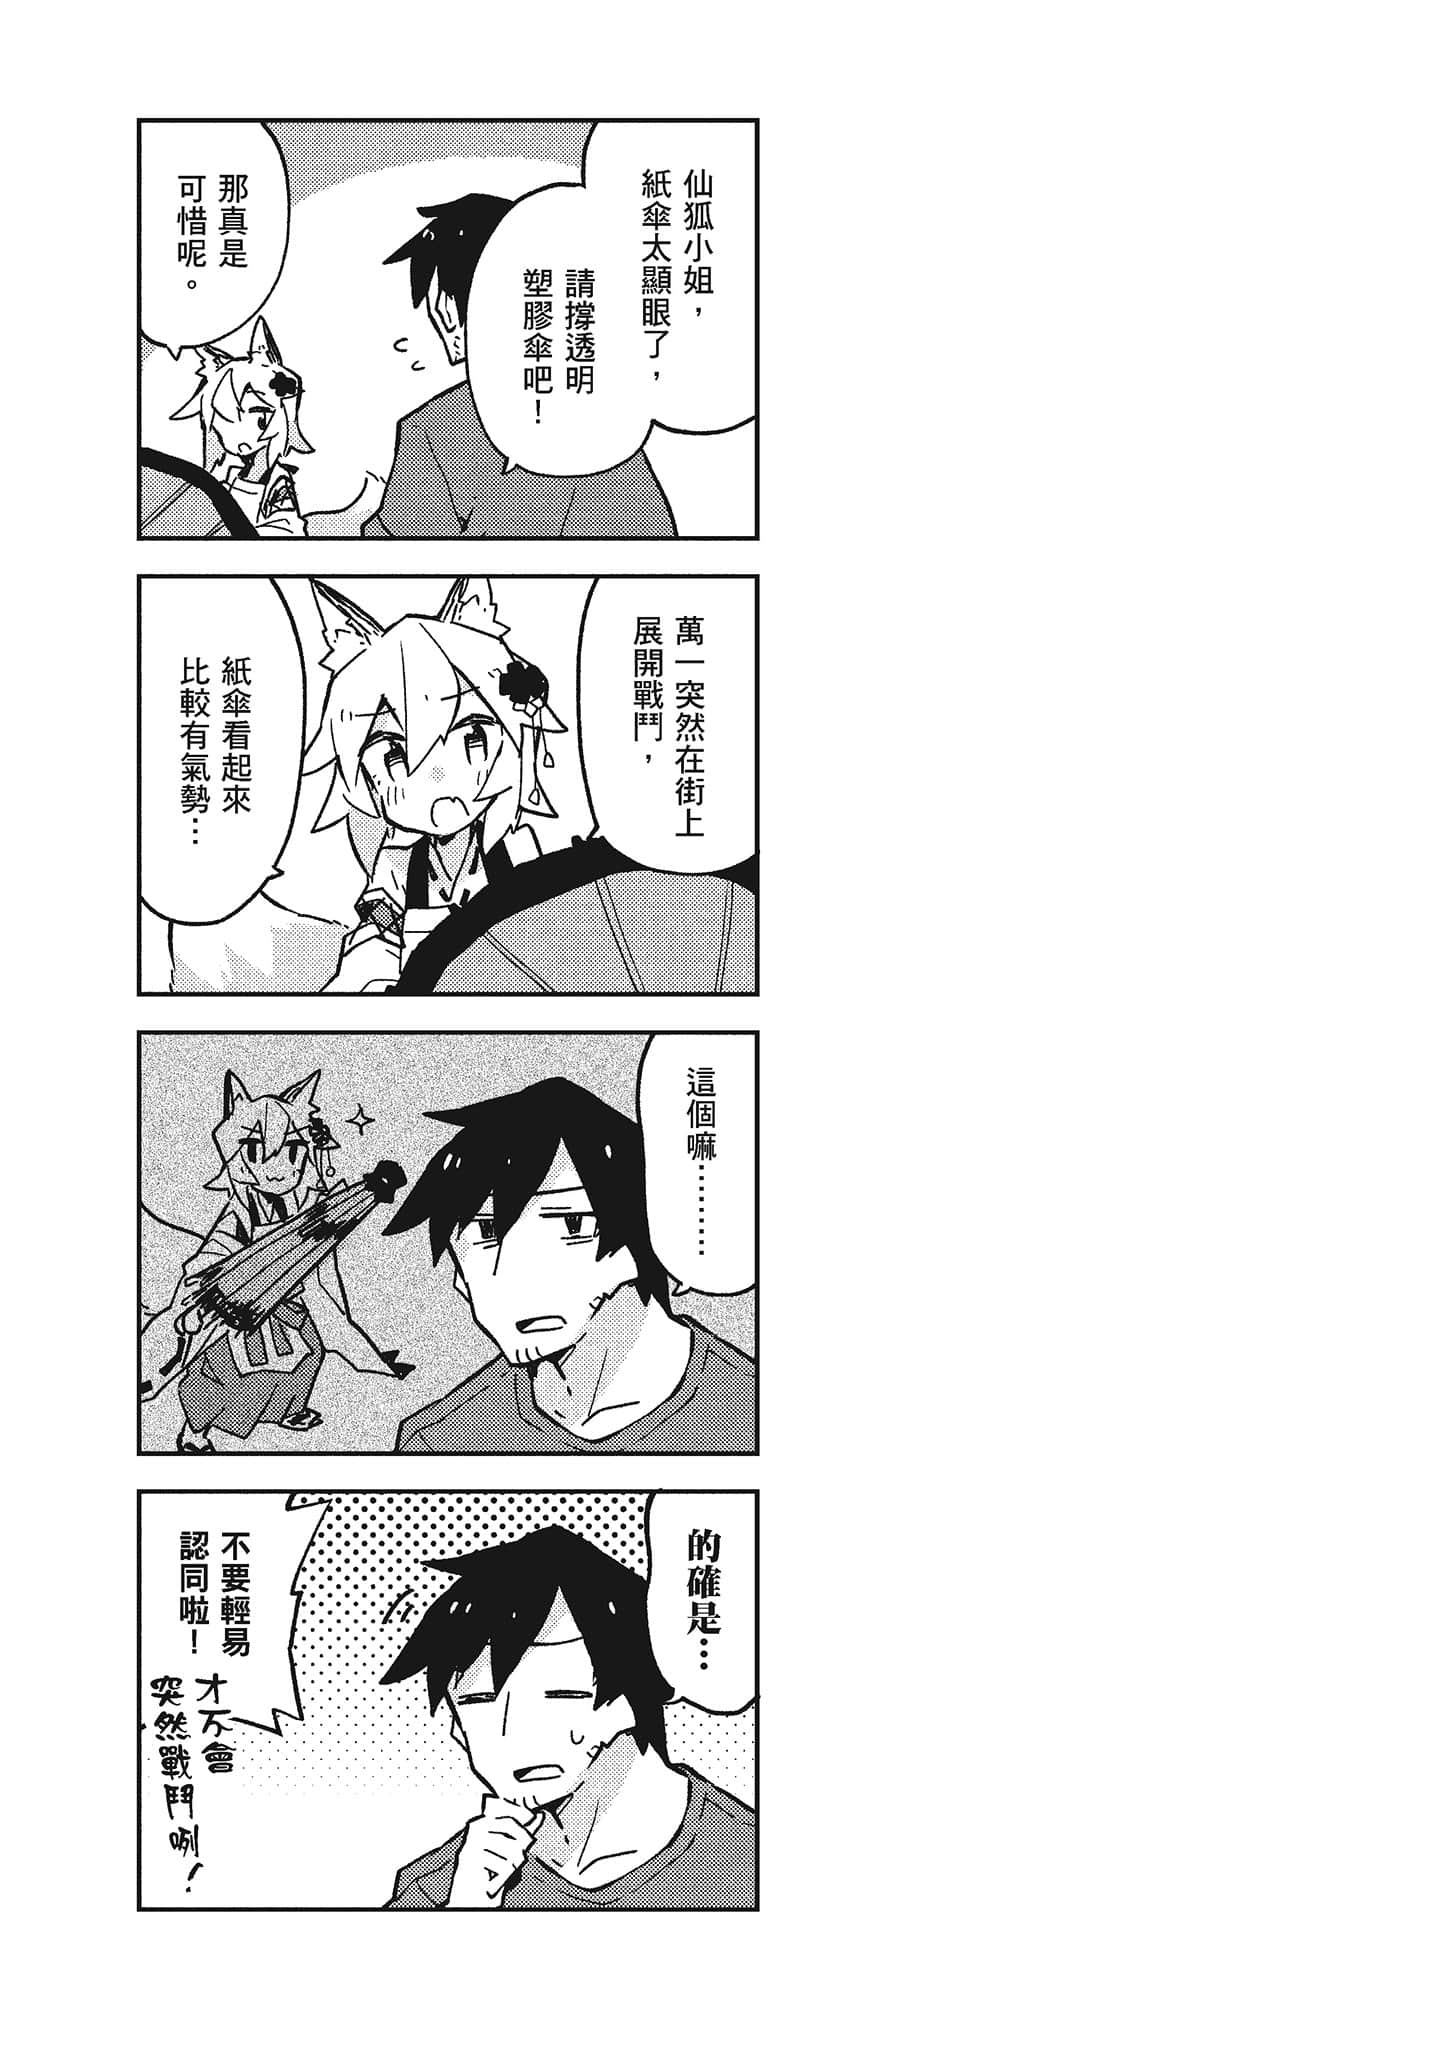 仙狐小姐，
紙傘太顯眼了，
請撐透明
塑膠傘吧！
那真是
可惜呢。
萬一突然在街上
展開戰鬥，
紙傘看起來
比較有氣勢…
這個嘛………
的確是…
不要輕易
認同啦！
才不會
突然戰鬥咧！